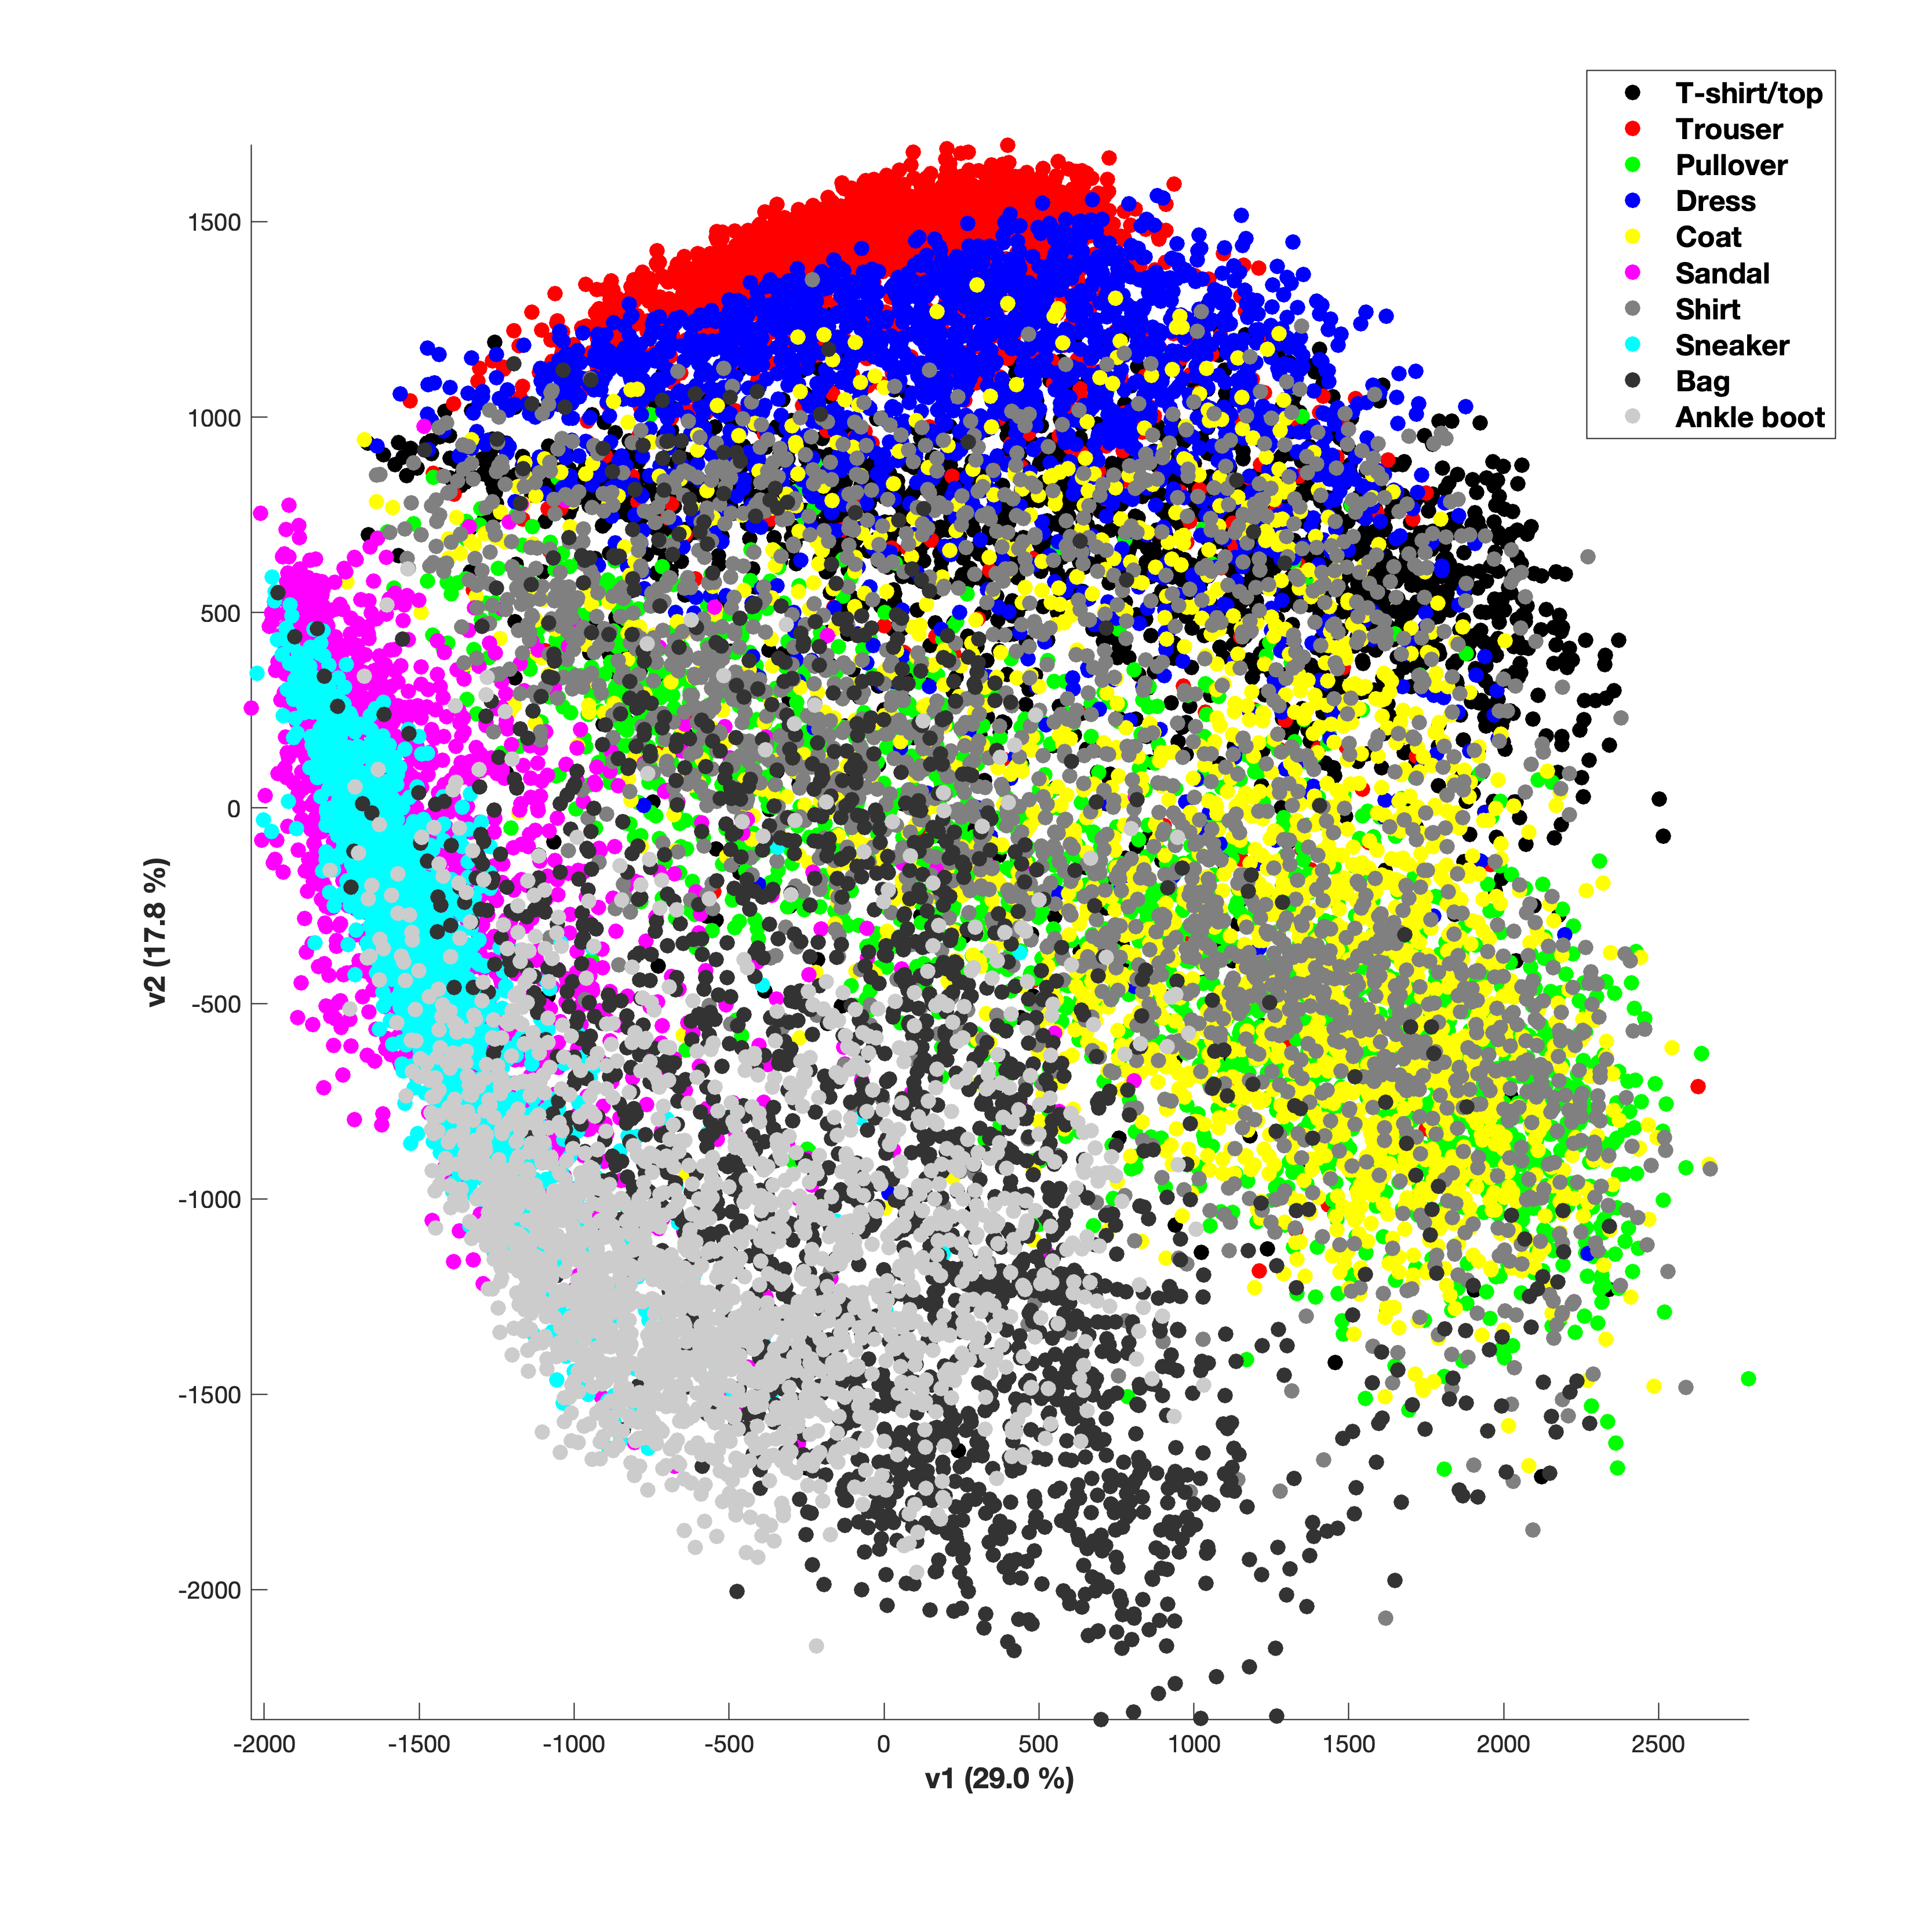 T-shirt/top
Trouser
Pullover
Dress
Coat
Sandal
Shirt
Sneaker
Bag
Ankle boot
1500
1000
500
0
-500
-1000
-1500
-2000
v2 (17.8 %)
-2000 -1500 -1000 -500 0 500 1000 1500 2000 2500
v1 (29.0 %)